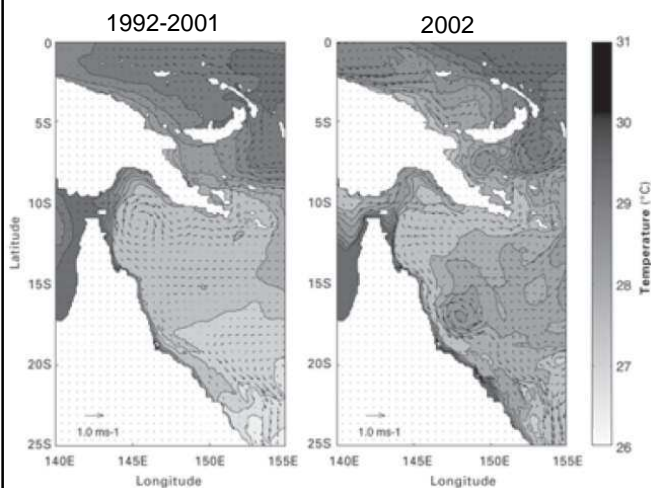 1992-2001
2002
0
5S
10S
15S
20S
25S
Latitude
1.0 ms-1
140E 145E 150E 155E
Longitude
0
5S
10S
15S
20S
25S
1.0 ms-1
140E 145E 150E 155E
Longitude
31
30
29
28
27
26
Temperature (°C)